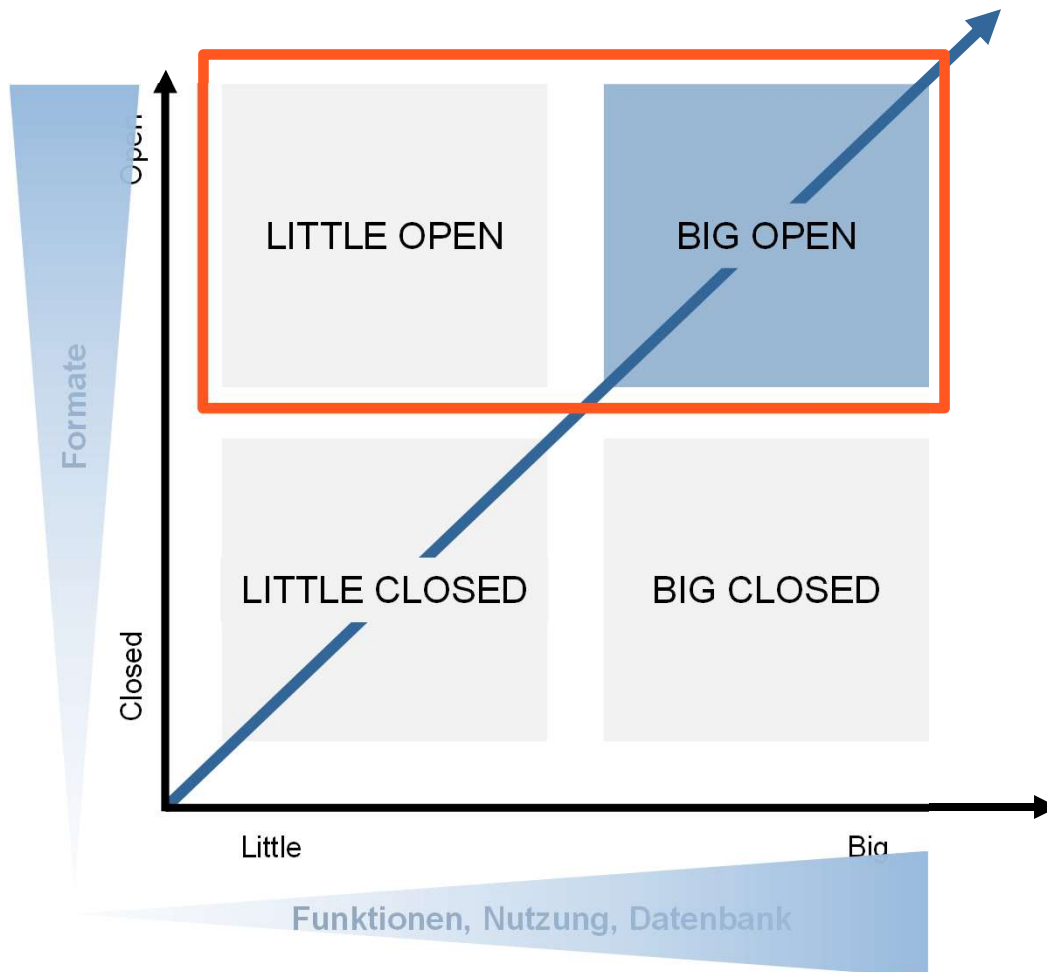 Open
LITTLE OPEN
BIG OPEN
Formate
LITTLE CLOSED
BIG CLOSED
Closed
Little
Big
Funktionen, Nutzung, Datenbank